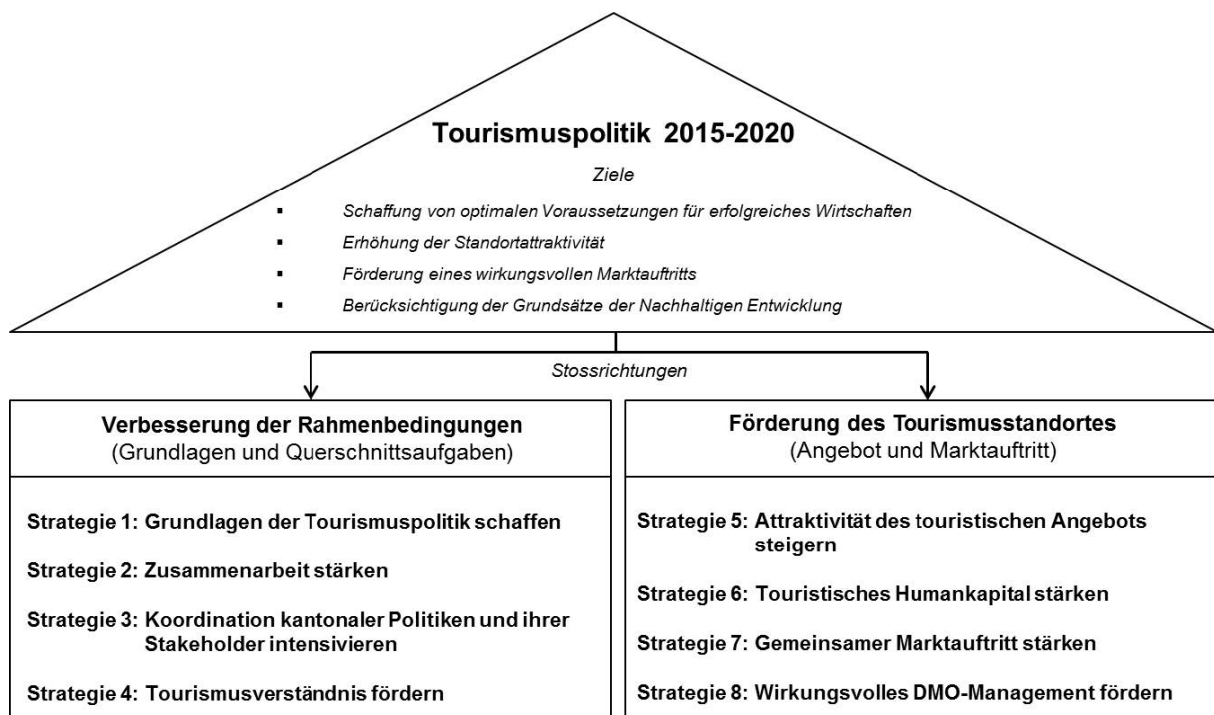 Tourismuspolitik 2015-2020
Ziele
▪ Schaffung von optimalen Voraussetzungen für erfolgreiches Wirtschaften
▪ Erhöhung der Standortattraktivität
▪ Förderung eines wirkungsvollen Marktauftritts
▪ Berücksichtigung der Grundsätze der Nachhaltigen Entwicklung
Stossrichtungen
Verbesserung der Rahmenbedingungen
(Grundlagen und Querschnittsaufgaben)
Strategie 1: Grundlagen der Tourismuspolitik schaffen
Strategie 2: Zusammenarbeit stärken
Strategie 3: Koordination kantonaler Politiken und ihrer
Stakeholder intensivieren
Strategie 4: Tourismusverständnis fördern
Förderung des Tourismusstandortes
(Angebot und Marktauftritt)
Strategie 5: Attraktivität des touristischen Angebots
steigern
Strategie 6: Touristisches Humankapital stärken
Strategie 7: Gemeinsamer Marktauftritt stärken
Strategie 8: Wirkungsvolles DMO-Management fördern